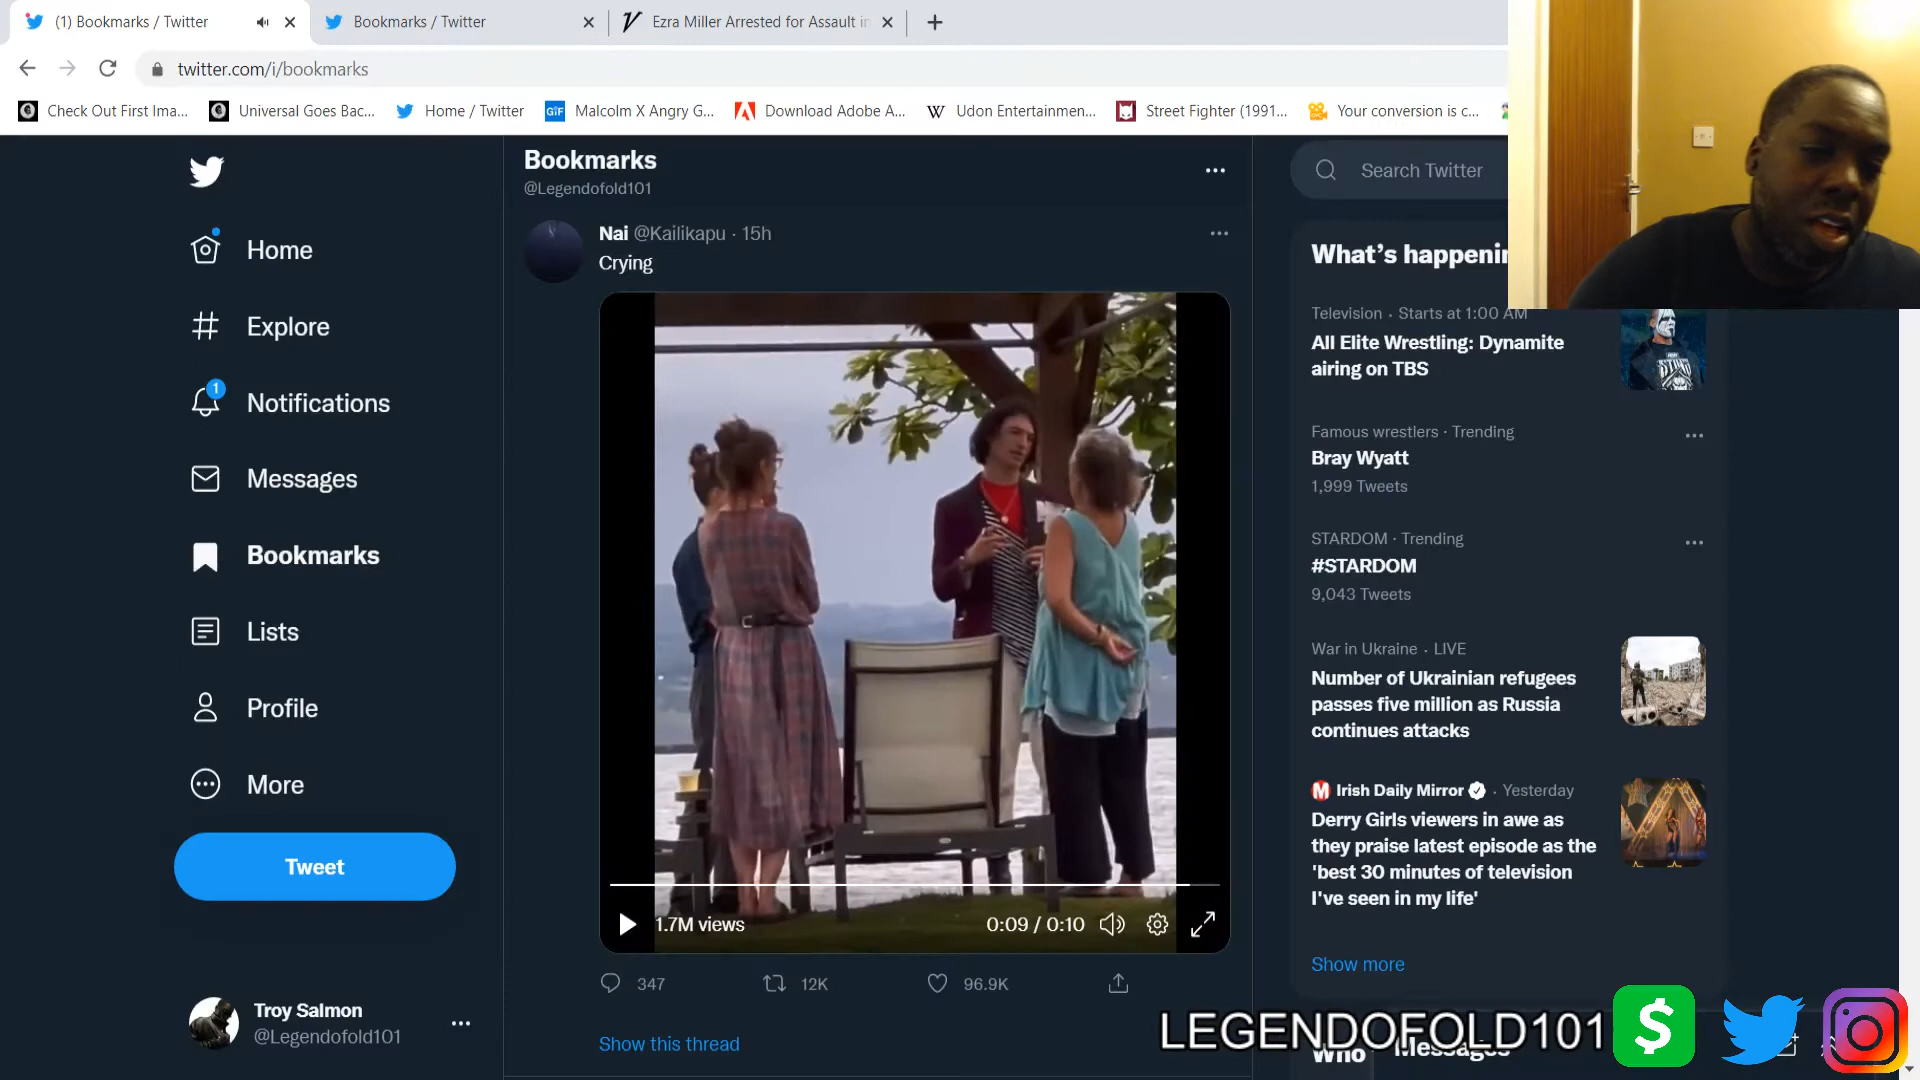 (1) Bookmarks / Twitter
Bookmarks / Twitter
Ezra Miller Arrested for Assault in
twitter.com/i/bookmarks
Check Out First Ima...
Universal Goes Bac...
Home / Twitter
GIF
Malcolm X Angry G...
Download Adobe A...
W
Udon Entertainmen...
Street Fighter (1991...
Your conversion is c...
Bookmarks
@Legendofold101
Search Twitter
Home
Explore
1
Notifications
Messages
Bookmarks
Lists
Profile
More
Tweet
Troy Salmon
@Legendofold101
Nai @Kailikapu · 15h
Crying
1.7M views
0:09 / 0:10
347
12K
96.9K
Show this thread
What's happenin
Television · Starts at 1:00 AM
All Elite Wrestling: Dynamite
airing on TBS
STING
Famous wrestlers · Trending
Bray Wyatt
1,999 Tweets
STARDOM · Trending
#STARDOM
9,043 Tweets
War in Ukraine · LIVE
Number of Ukrainian refugees
passes five million as Russia
continues attacks
M Irish Daily Mirror · Yesterday
Derry Girls viewers in awe as
they praise latest episode as the
'best 30 minutes of television
I've seen in my life'
Show more
LEGENDOFOLD101
$
Who
Messages